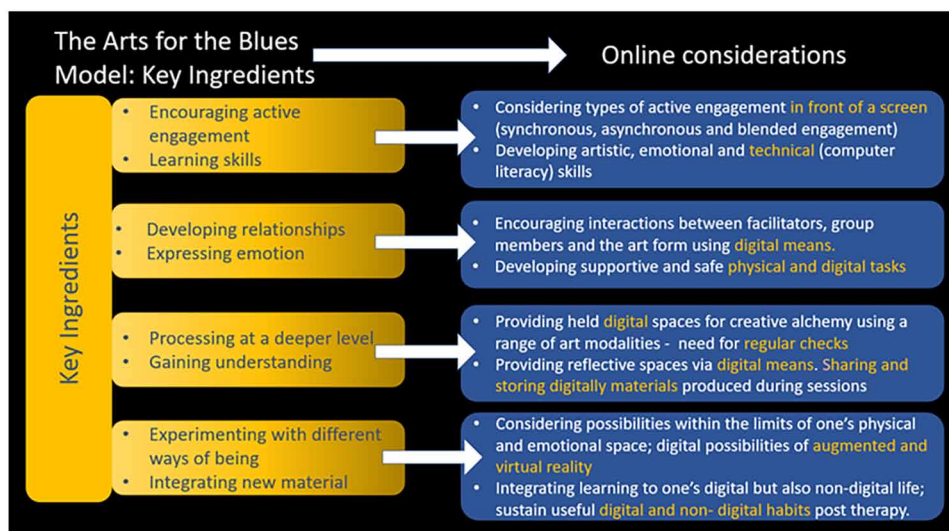 The Arts for the Blues
Model: Key Ingredients
Online considerations
Key Ingredients
• Encouraging active
engagement
• Learning skills
• Considering types of active engagement in front of a screen
(synchronous, asynchronous and blended engagement)
• Developing artistic, emotional and technical (computer
literacy) skills
• Developing relationships
• Expressing emotion
• Encouraging interactions between facilitators, group
members and the art form using digital means.
• Developing supportive and safe physical and digital tasks
• Processing at a deeper level
• Gaining understanding
• Providing held digital spaces for creative alchemy using a
range of art modalities - need for regular checks
• Providing reflective spaces via digital means. Sharing and
storing digitally materials produced during sessions
• Experimenting with different
ways of being
• Integrating new material
• Considering possibilities within the limits of one's physical
and emotional space; digital possibilities of augmented and
virtual reality
• Integrating learning to one's digital but also non-digital life;
sustain useful digital and non- digital habits post therapy.